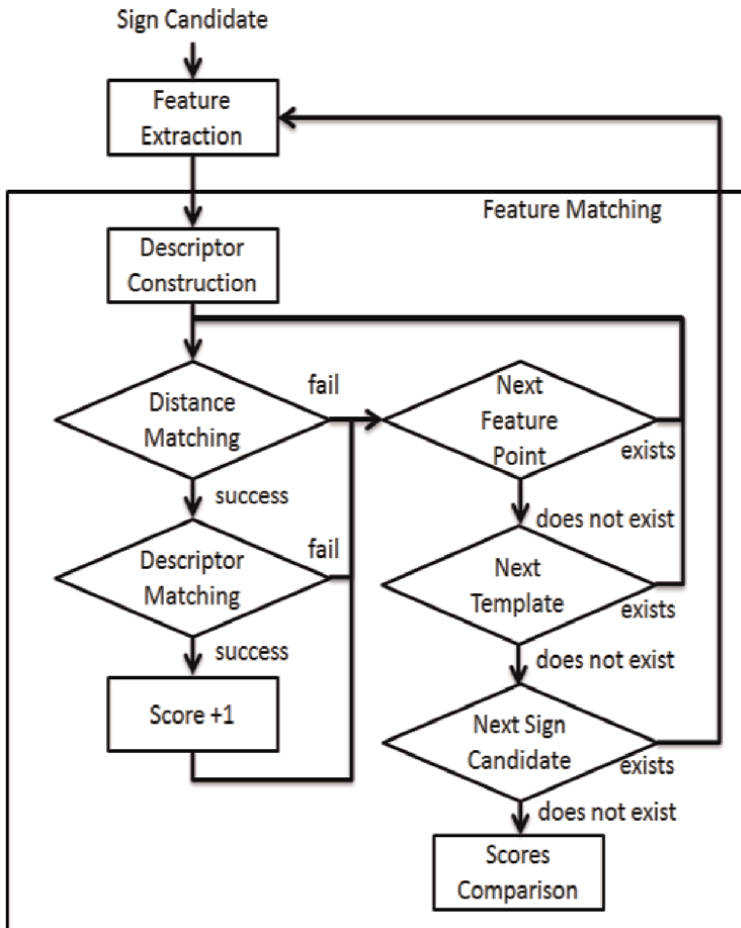 Sign Candidate
Feature
Extraction
Feature Matching
Descriptor
Construction
Distance
Matching
fail
success
Next
Feature
Point
exists
does not exist
Descriptor
Matching
fail
success
Next
Template
exists
does not exist
Score +1
Next Sign
Candidate
exists
does not exist
Scores
Comparison